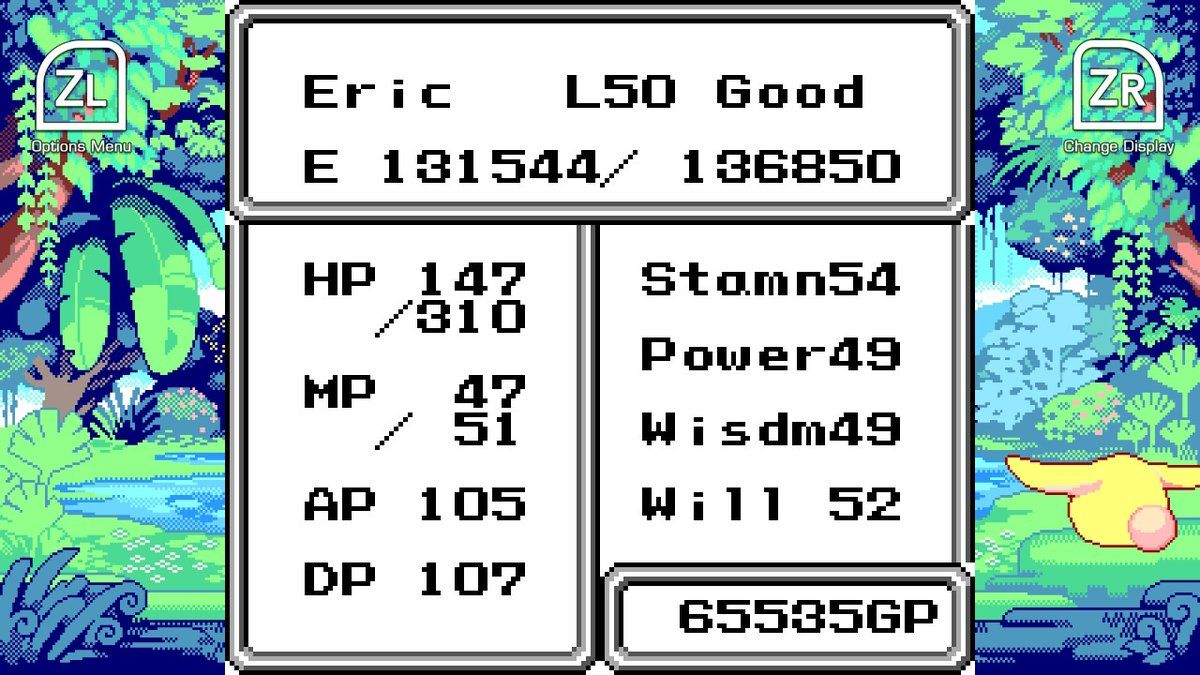 ZL
Options Menu
ZR
Change Display
Eric L50 Good
E 131544/ 136850
HP 147
/310
MP 47
/ 51
AP 105
DP 107
Stamn54
Power49
Wisdm49
Will 52
65535GP